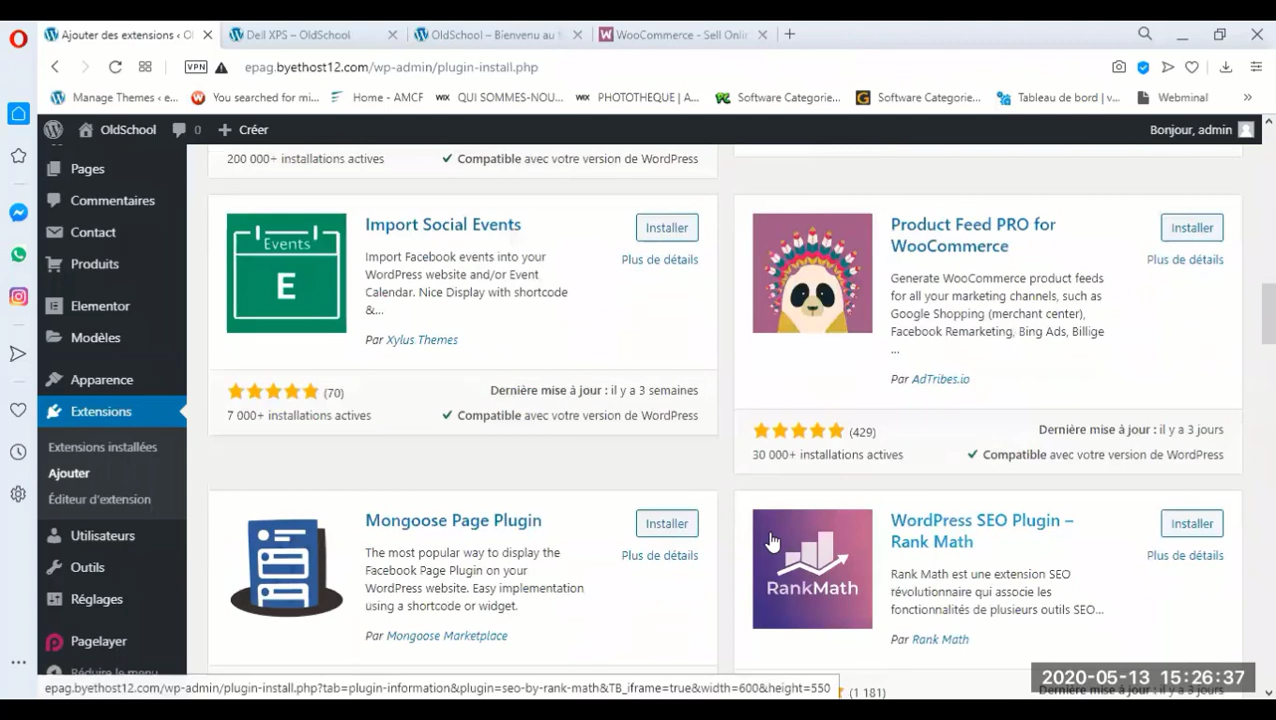 Ajouter des extensions ‹ Ol
Dell XPS – OldSchool
OldSchool – Bienvenu au t
WooCommerce - Sell Onlin
VPN
epag.byethost12.com/wp-admin/plugin-install.php
Manage Themes ‹ e...
You searched for mi...
Home - AMCF
WIX QUI SOMMES-NOU...
WIX PHOTOTHEQUE | A...
Software Categorie...
Software Categorie...
Tableau de bord | v...
Webminal
OldSchool
0
Créer
Bonjour, admin
Pages
Commentaires
Contact
Produits
Elementor
Modèles
Apparence
Extensions
Extensions installées
Ajouter
Éditeur d'extension
Utilisateurs
Outils
Réglages
Pagelayer
Réduire le menu
200 000+ installations actives
Compatible avec votre version de WordPress
Events
E
Import Social Events
Installer
Plus de détails
Import Facebook events into your
WordPress website and/or Event
Calendar. Nice Display with shortcode
&...
Par Xylus Themes
(70)
Dernière mise à jour : il y a 3 semaines
7 000+ installations actives
Compatible avec votre version de WordPress
Product Feed PRO for
WooCommerce
Installer
Plus de détails
Generate WooCommerce product feeds
for all your marketing channels, such as
Google Shopping (merchant center),
Facebook Remarketing, Bing Ads, Billige
...
Par AdTribes.io
(429)
Dernière mise à jour : il y a 3 jours
30 000+ installations actives
Compatible avec votre version de WordPress
Mongoose Page Plugin
Installer
Plus de détails
The most popular way to display the
Facebook Page Plugin on your
WordPress website. Easy implementation
using a shortcode or widget.
Par Mongoose Marketplace
RankMath
WordPress SEO Plugin –
Rank Math
Installer
Plus de détails
Rank Math est une extension SEO
révolutionnaire qui associe les
fonctionnalités de plusieurs outils SEO...
Par Rank Math
(1 181)
epag.byethost12.com/wp-admin/plugin-install.php?tab=plugin-information&plugin=seo-by-rank-math&TB_iframe=true&width=600&height=550
2020-05-13 15:26:37